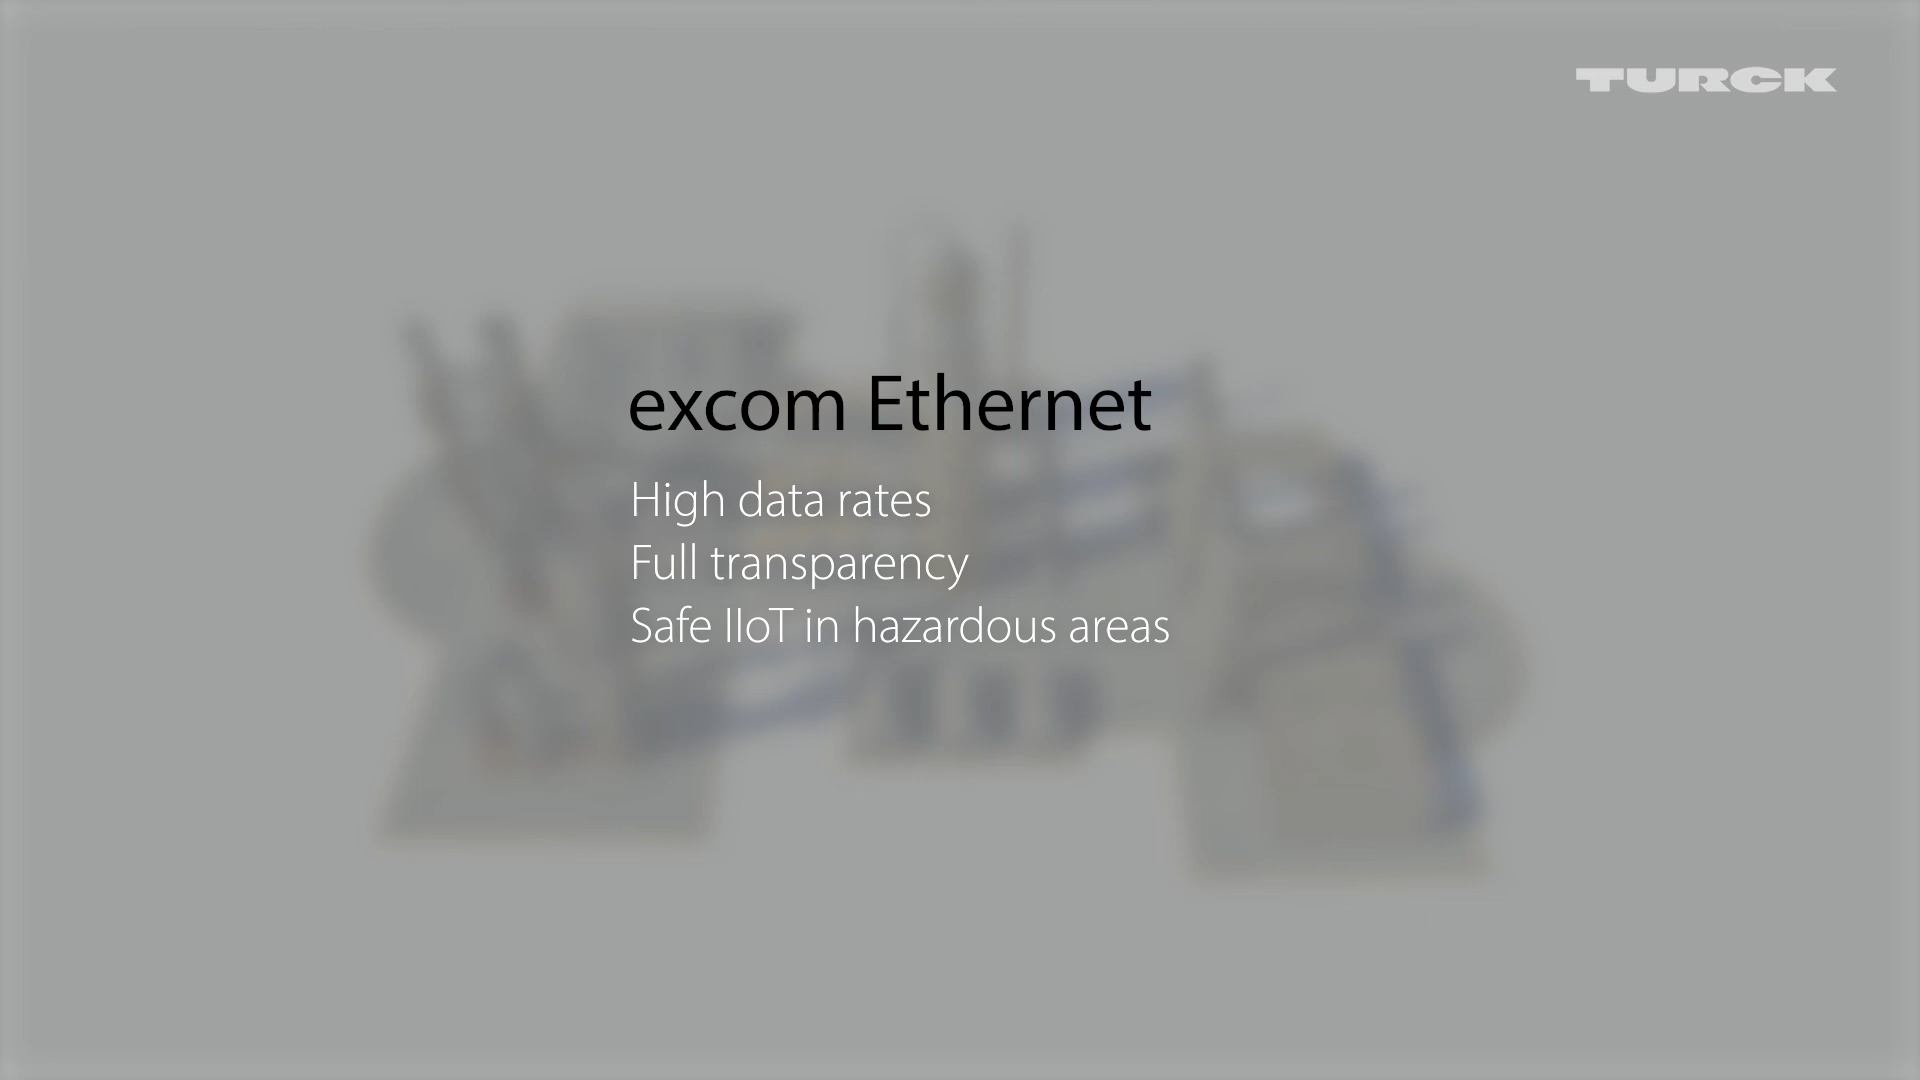 TURCK
excom Ethernet
High data rates
Full transparency
Safe IIoT in hazardous areas